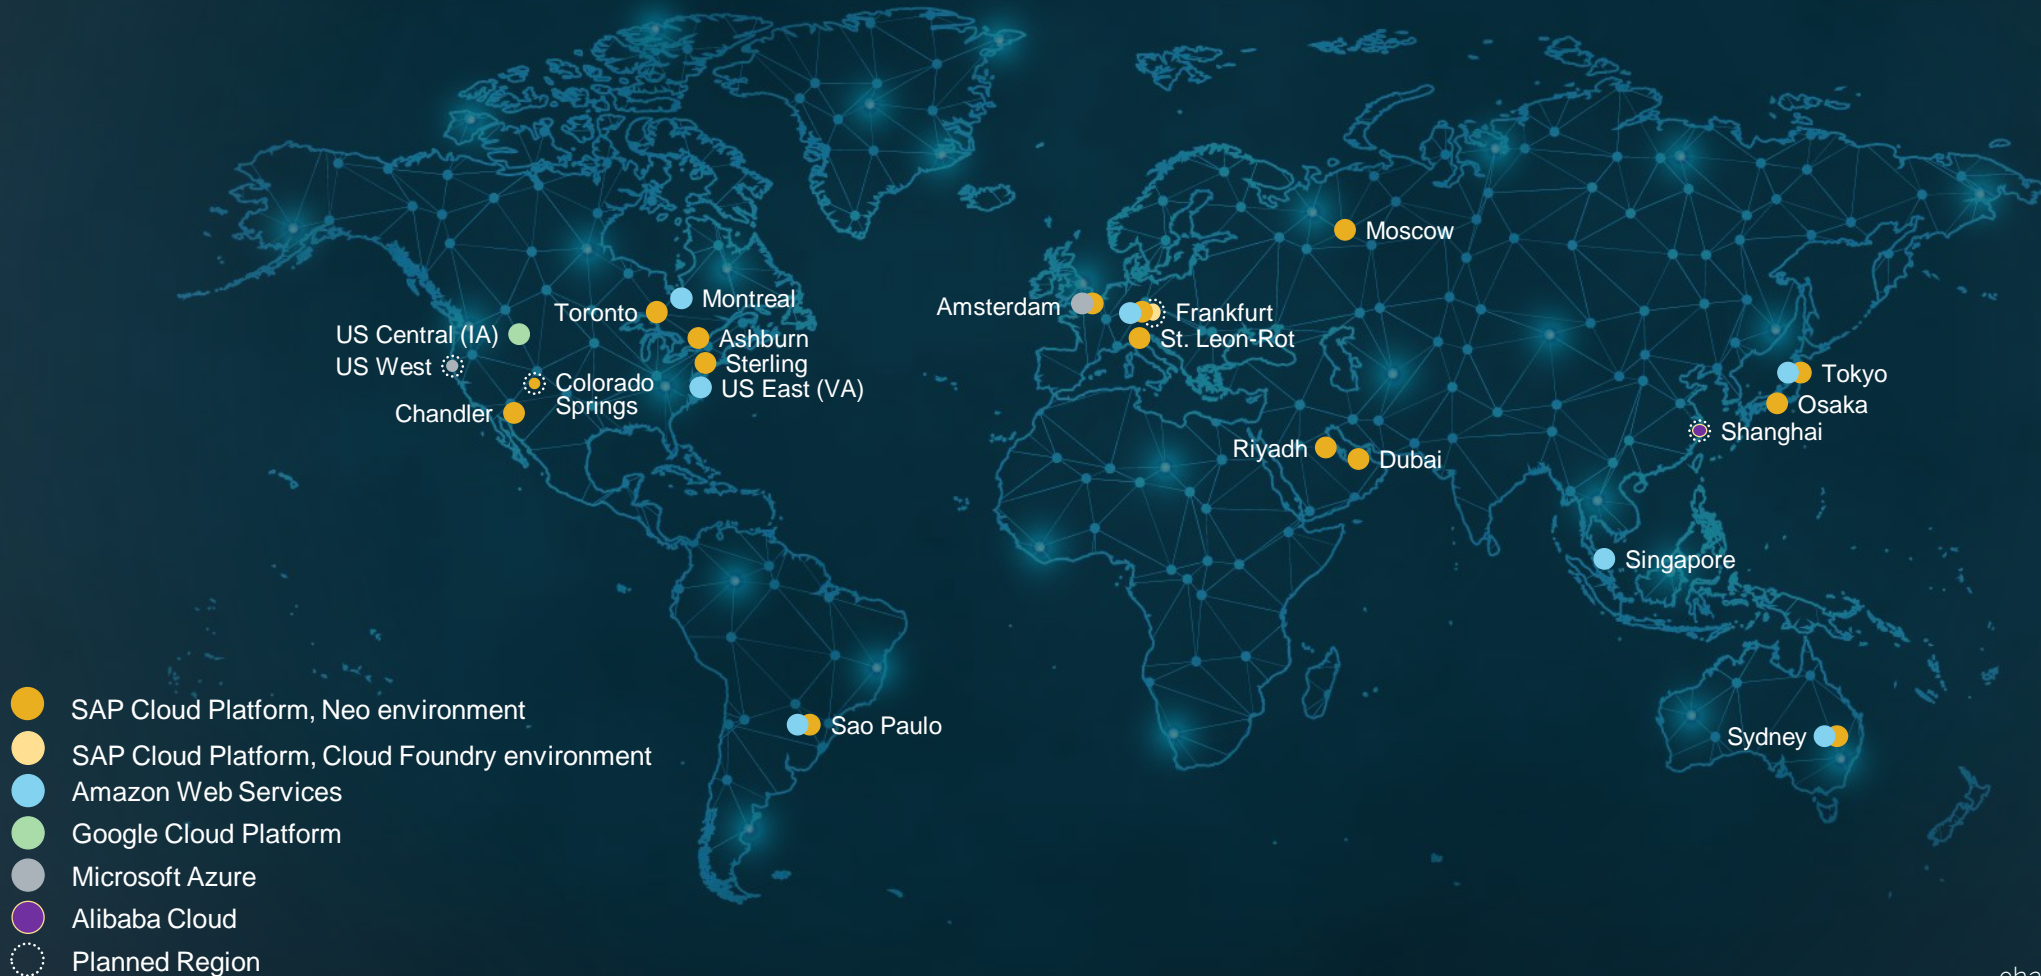 Moscow
Montreal
Toronto
Amsterdam
Frankfurt
US Central (IA)
Ashburn
St. Leon-Rot
US West
Sterling
Colorado
Springs
US East (VA)
Tokyo
Chandler
Osaka
Shanghai
Riyadh
Dubai
Singapore
Sao Paulo
Sydney
SAP Cloud Platform, Neo environment
SAP Cloud Platform, Cloud Foundry environment
Amazon Web Services
Google Cloud Platform
Microsoft Azure
Alibaba Cloud
Planned Region